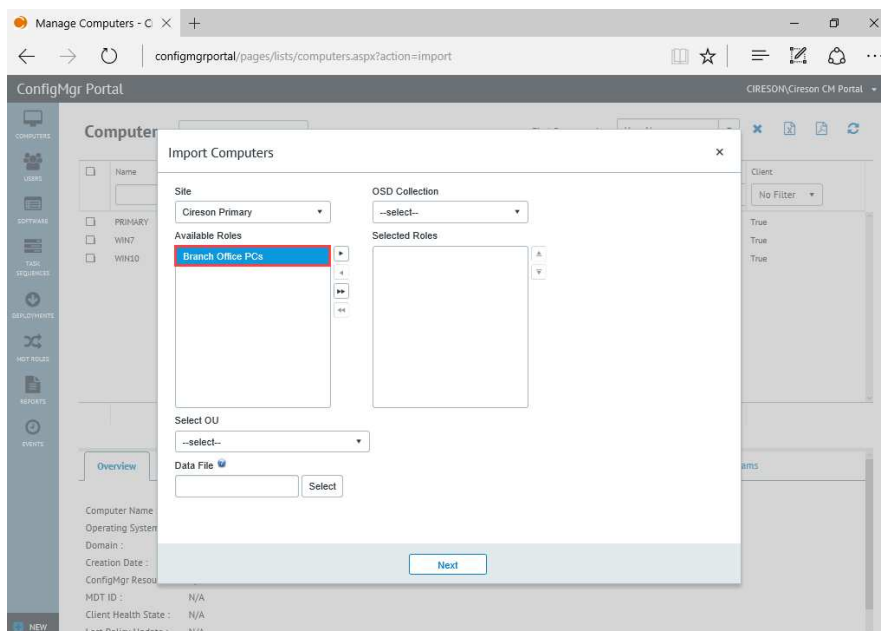 Manage Computers - Ci
configmgrportal/pages/lists/computers.aspx?action=import
ConfigMgr Portal
CIRESON\Cireson CM Portal
COMPUTERS
USERS
SOFTWARE
TASK SEQUENCES
DEPLOYMENTS
MDT ROLES
REPORTS
EVENTS
NEW
Computer
Name
Client
No Filter
PRIMARY
True
WIN7
True
WIN10
True
Import Computers
Site
OSD Collection
Cireson Primary
--select--
Available Roles
Selected Roles
Branch Office PCs
Select OU
--select--
Data File
Select
Next
Overview
ams
Computer Name
Operating System
Domain :
Creation Date :
ConfigMgr Resou
MDT ID :
N/A
Client Health State :
N/A